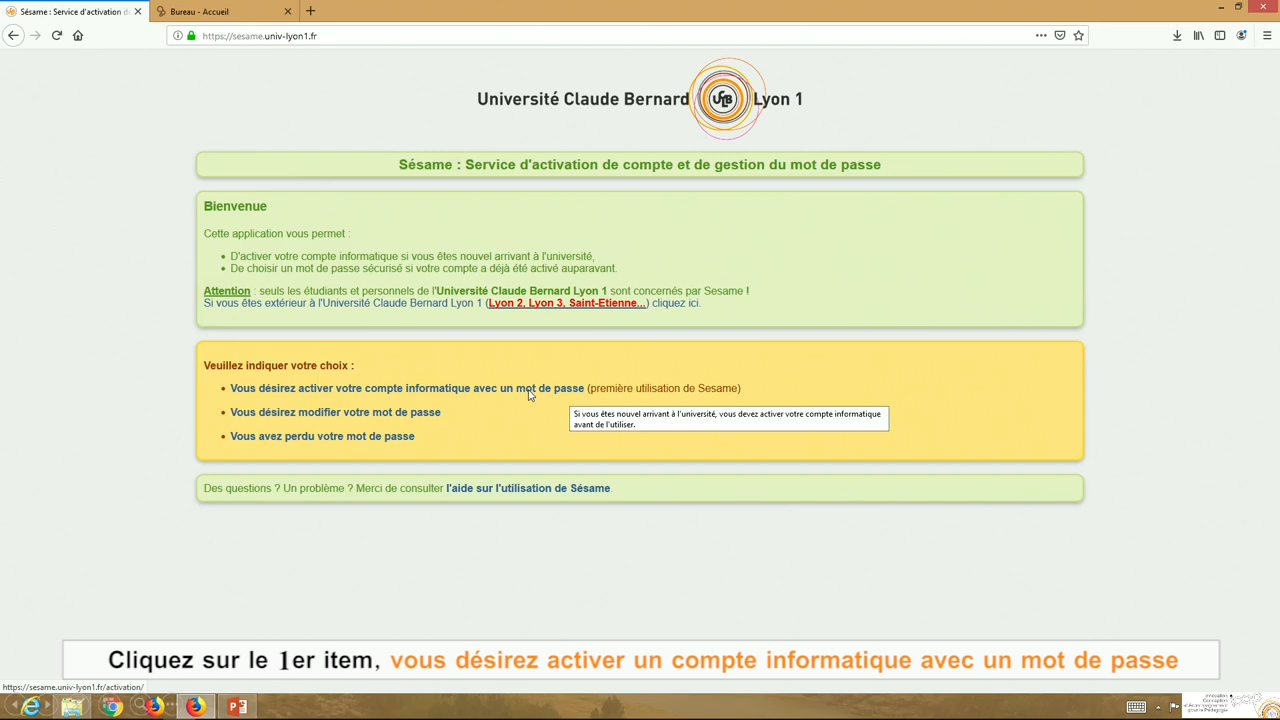 Sésame : Service d'activation d
Bureau - Accueil
https://sesame.univ-lyon1.fr
Université Claude Bernard Lyon 1
Sésame : Service d'activation de compte et de gestion du mot de passe
Bienvenue
Cette application vous permet :
• D'activer votre compte informatique si vous êtes nouvel arrivant à l'université,
• De choisir un mot de passe sécurisé si votre compte a déjà été activé auparavant.
Attention : seuls les étudiants et personnels de l'Université Claude Bernard Lyon 1 sont concernés par Sesame !
Si vous êtes extérieur à l'Université Claude Bernard Lyon 1 (Lyon 2, Lyon 3, Saint-Etienne...) cliquez ici.
Veuillez indiquer votre choix :
• Vous désirez activer votre compte informatique avec un mot de passe (première utilisation de Sesame)
• Vous désirez modifier votre mot de passe
Si vous êtes nouvel arrivant à l'université, vous devez activer votre compte informatique
avant de l'utiliser.
• Vous avez perdu votre mot de passe
Des questions ? Un problème ? Merci de consulter l'aide sur l'utilisation de Sésame.
Cliquez sur le 1er item, vous désirez activer un compte informatique avec un mot de passe
https://sesame.univ-lyon1.fr/activation/